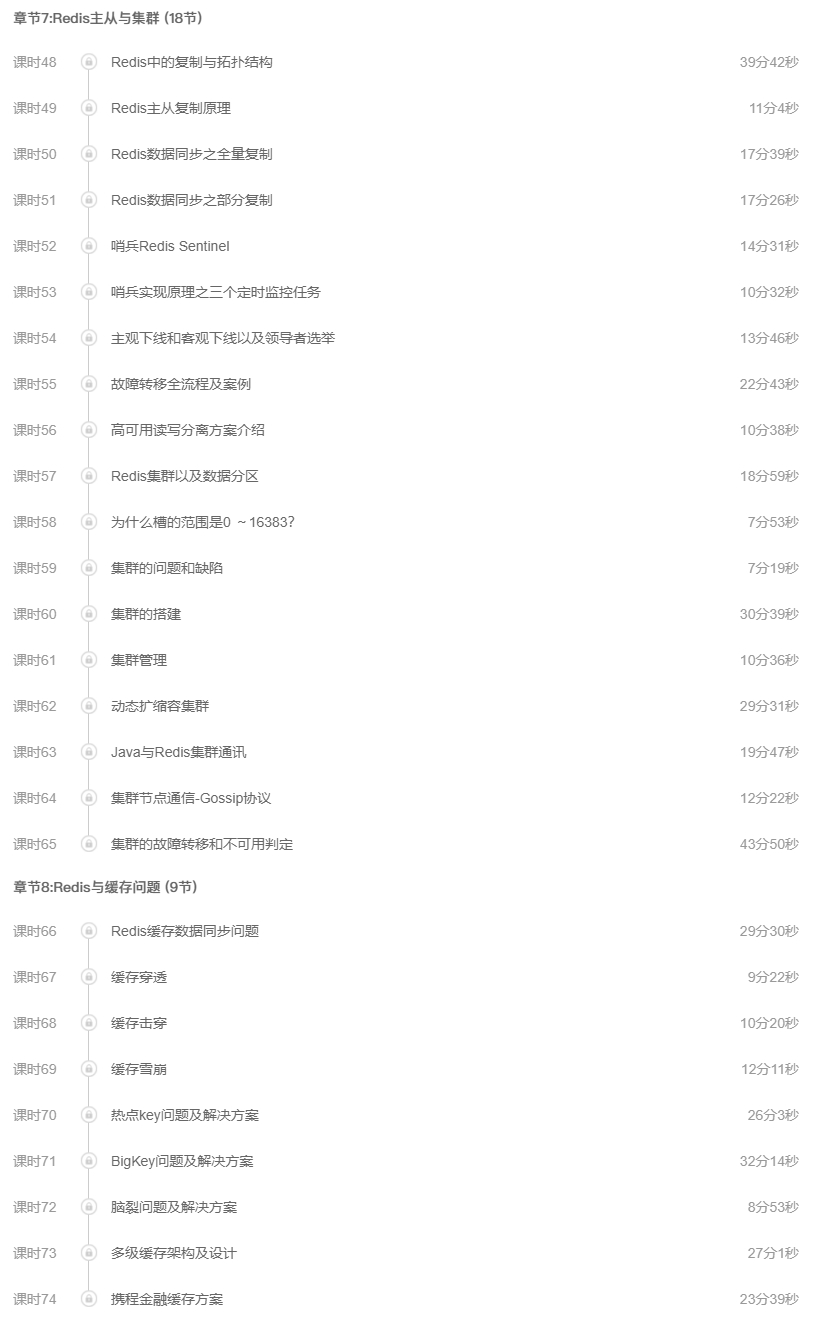 章节7:Redis主从与集群 (18节)
课时48 Redis中的复制与拓扑结构 39分42秒
课时49 Redis主从复制原理 11分4秒
课时50 Redis数据同步之全量复制 17分39秒
课时51 Redis数据同步之部分复制 17分26秒
课时52 哨兵Redis Sentinel 14分31秒
课时53 哨兵实现原理之三个定时监控任务 10分32秒
课时54 主观下线和客观下线以及领导者选举 13分46秒
课时55 故障转移全流程及案例 22分43秒
课时56 高可用读写分离方案介绍 10分38秒
课时57 Redis集群以及数据分区 18分59秒
课时58 为什么槽的范围是0 ～16383? 7分53秒
课时59 集群的问题和缺陷 7分19秒
课时60 集群的搭建 30分39秒
课时61 集群管理 10分36秒
课时62 动态扩缩容集群 29分31秒
课时63 Java与Redis集群通讯 19分47秒
课时64 集群节点通信-Gossip协议 12分22秒
课时65 集群的故障转移和不可用判定 43分50秒
章节8:Redis与缓存问题 (9节)
课时66 Redis缓存数据同步问题 29分30秒
课时67 缓存穿透 9分22秒
课时68 缓存击穿 10分20秒
课时69 缓存雪崩 12分11秒
课时70 热点key问题及解决方案 26分3秒
课时71 BigKey问题及解决方案 32分14秒
课时72 脑裂问题及解决方案 8分53秒
课时73 多级缓存架构及设计 27分1秒
课时74 携程金融缓存方案 23分39秒